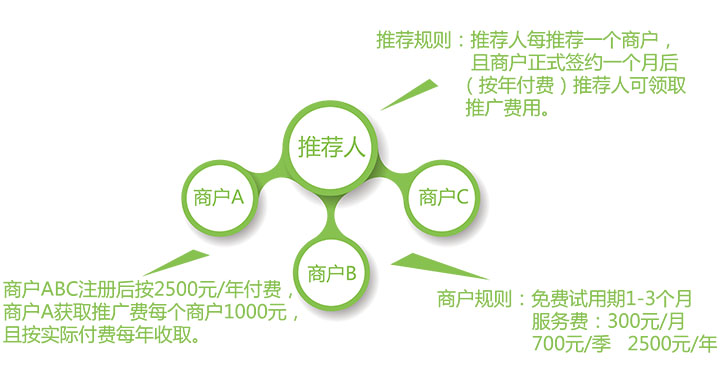 推荐规则：推荐人每推荐一个商户，
且商户正式签约一个月后
（按年付费）推荐人可领取
推广费用。
推荐人
商户A
商户C
商户B
商户ABC注册后按2500元/年付费，
商户A获取推广费每个商户1000元，
且按实际付费每年收取。
商户规则：免费试用期1-3个月
服务费：300元/月
700元/季 2500元/年